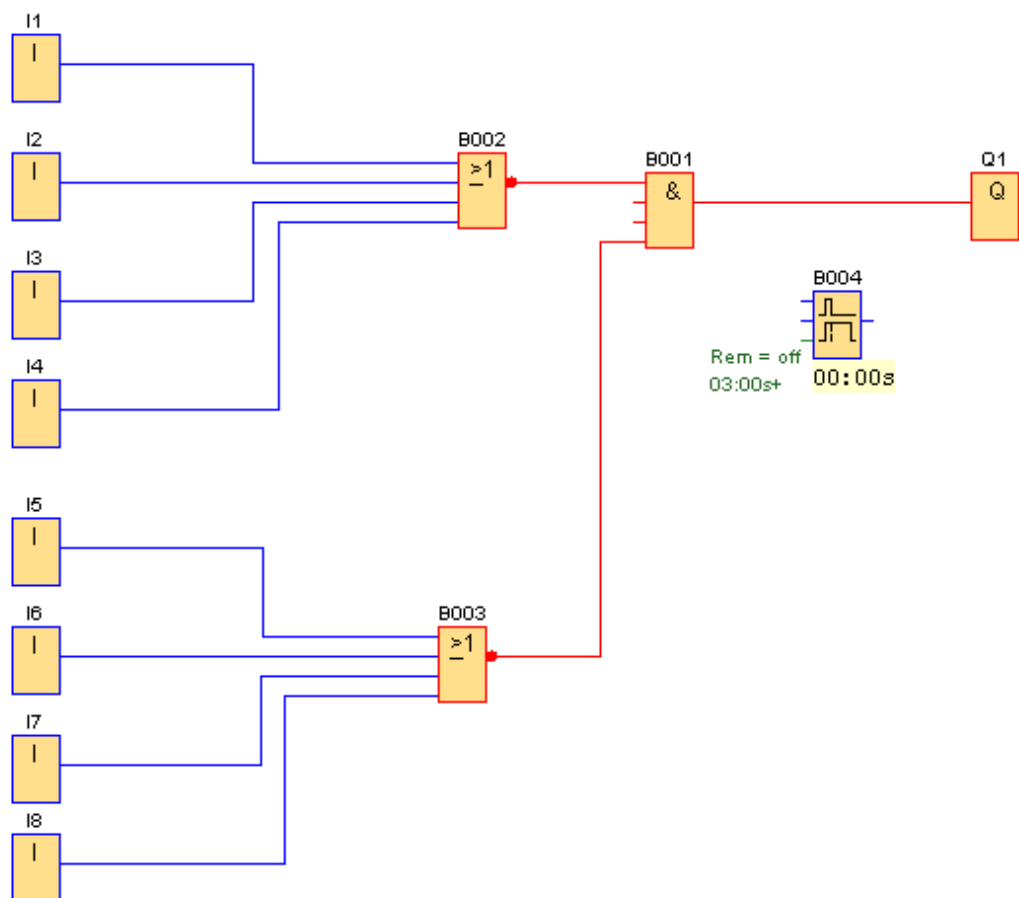 I1
I
I2
I
B002
≥1
B001
&
Q1
Q
I3
I
B004
I4
I
Rem = off
03:00s+
00:00s
I5
I
I6
I
B003
≥1
I7
I
I8
I